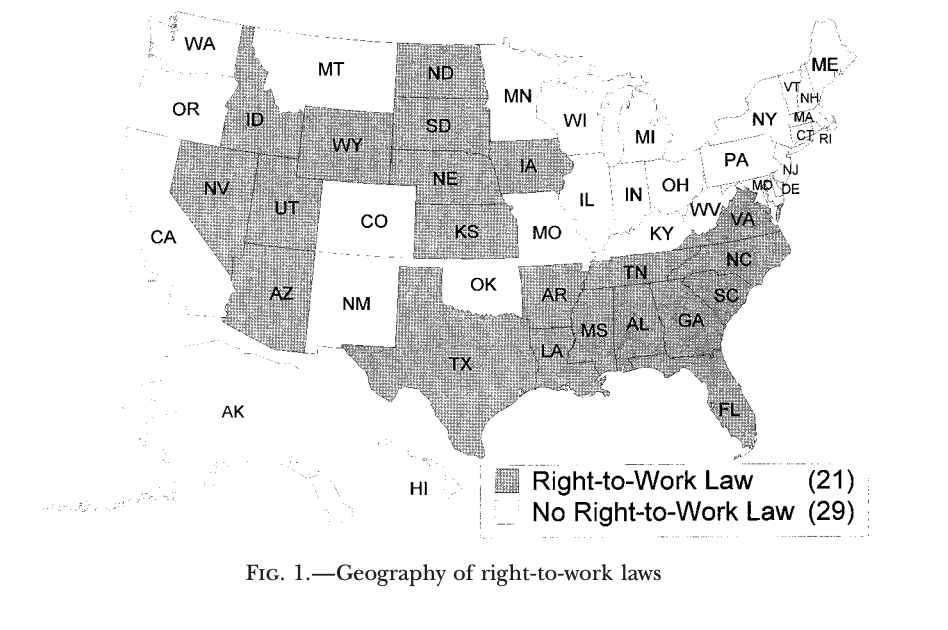 WA
MT
ND
ME
VT
NH
MN
OR
ID
SD
WI
MI
NY
MA
CT
RI
WY
IA
PA
NV
NE
NJ
UT
IL
IN
OH
MD
DE
CO
WV
VA
CA
KS
MO
KY
NC
TN
AZ
NM
OK
AR
SC
MS
AL
GA
LA
TX
AK
FL
HI
Right-to-Work Law (21)
No Right-to-Work Law (29)
FIG. 1.—Geography of right-to-work laws